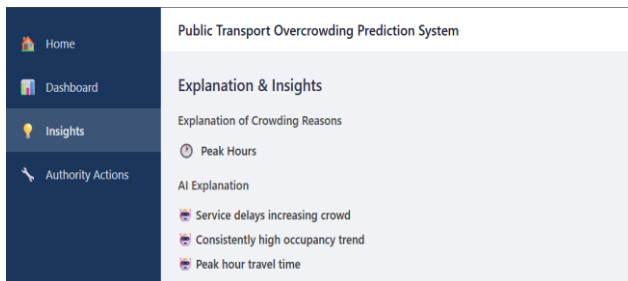 Home
Dashboard
Insights
Authority Actions
Public Transport Overcrowding Prediction System
Explanation & Insights
Explanation of Crowding Reasons
Peak Hours
AI Explanation
Service delays increasing crowd
Consistently high occupancy trend
Peak hour travel time